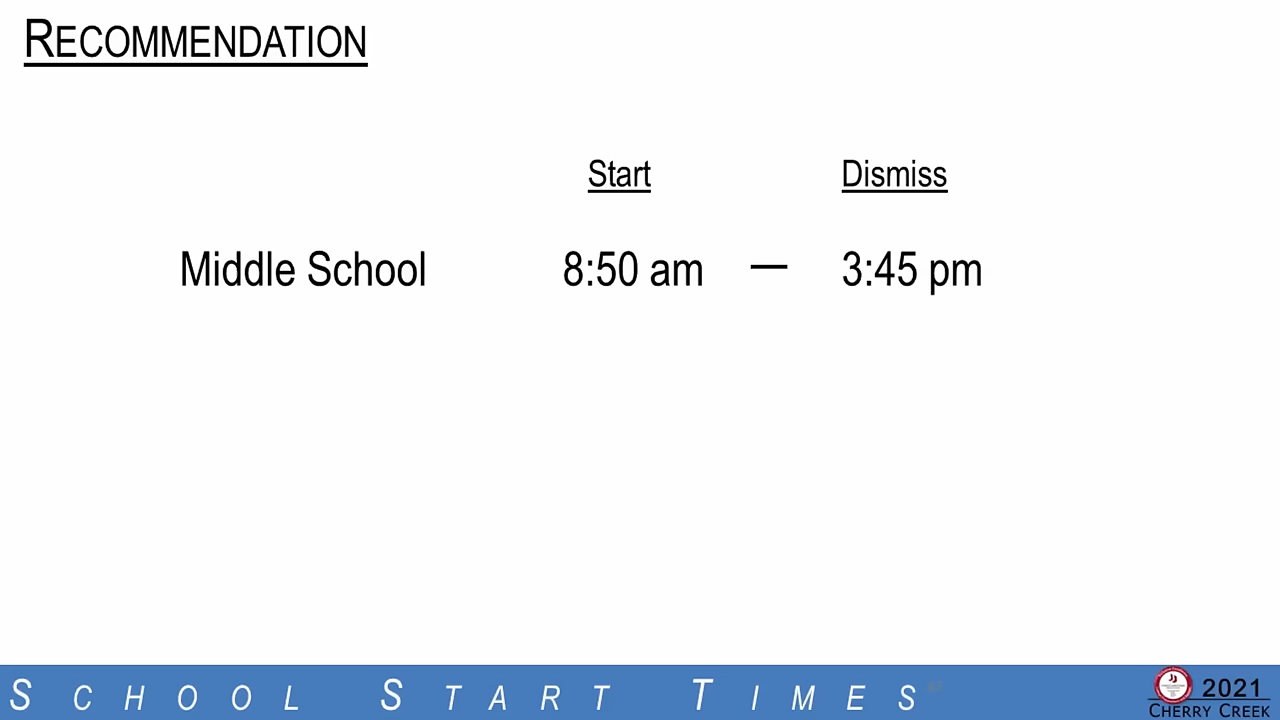 RECOMMENDATION
Start Dismiss
Middle School 8:50 am — 3:45 pm
SCHOOL START TIMES
2021
CHERRY CREEK